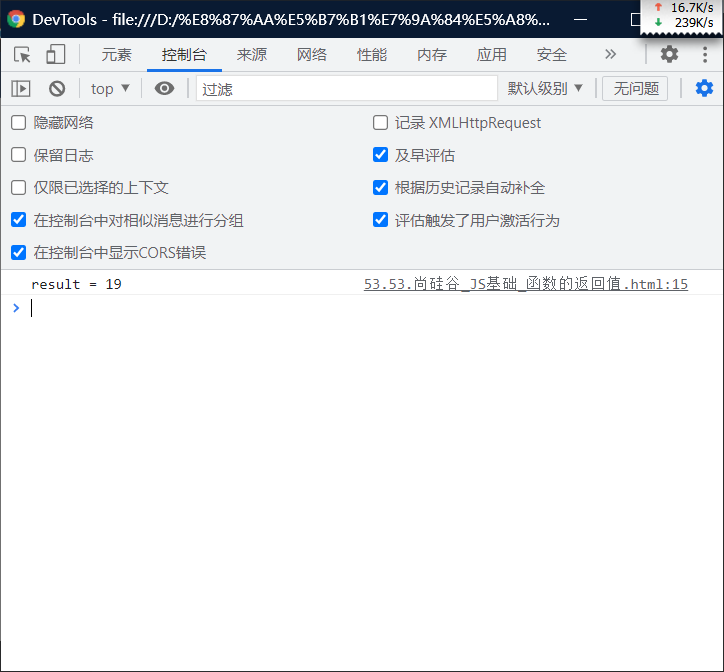 DevTools - file:///D:/%E8%87%AA%E5%B7%B1%E7%9A%84%E5%A8%...
16.7K/s
239K/s
元素 控制台 来源 网络 性能 内存 应用 安全 »
top ▼ 过滤 默认级别 ▼ 无问题
隐藏网络 记录 XMLHttpRequest
保留日志 及早评估
仅限已选择的上下文 根据历史记录自动补全
在控制台中对相似消息进行分组 评估触发了用户激活行为
在控制台中显示CORS错误
result = 19 53.53.尚硅谷_JS基础_函数的返回值.html:15